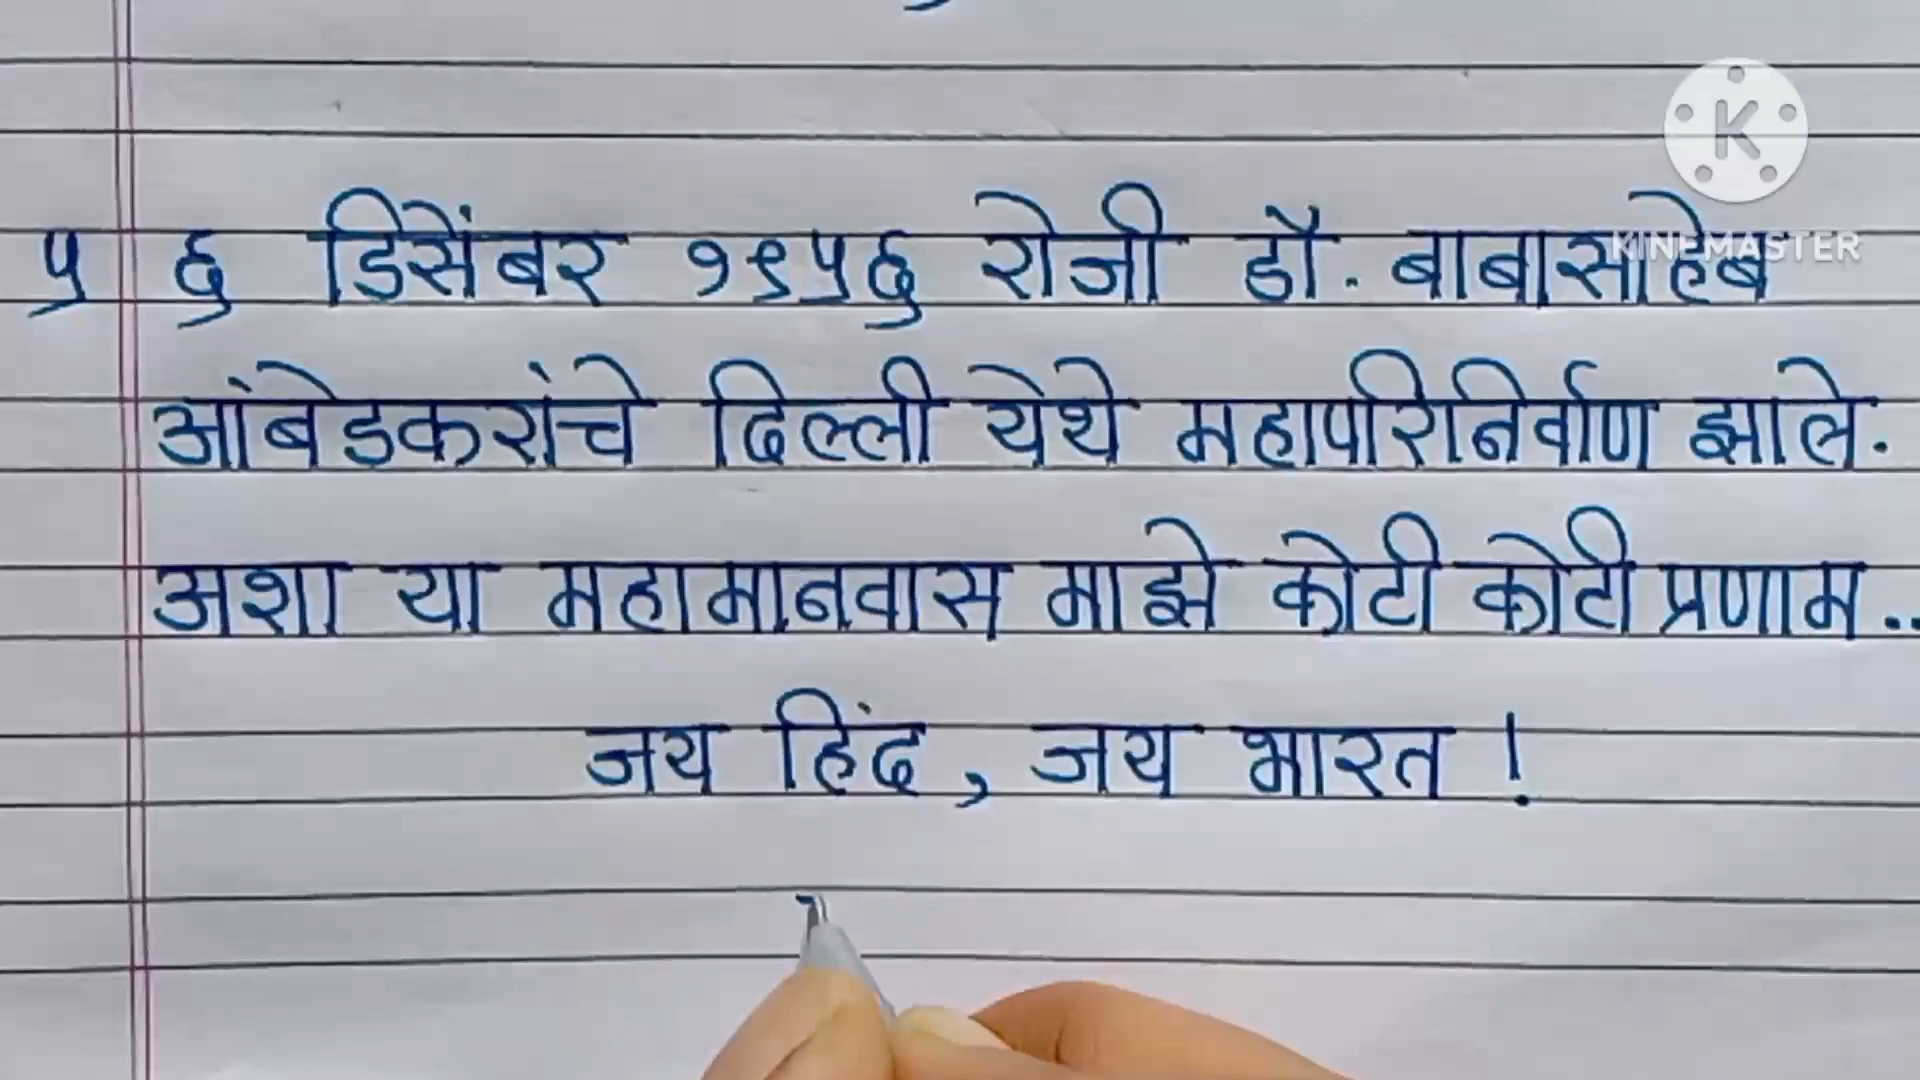 ५ ६ डिसेंबर १९५६ रोजी डॉ. बाबासाहेब
आंबेडकरांचे दिल्ली येथे महापरिनिर्वाण झाले.
अशा या महामानवास माझे कोटी कोटी प्रणाम..
जय हिंद, जय भारत !
K
KINEMASTER